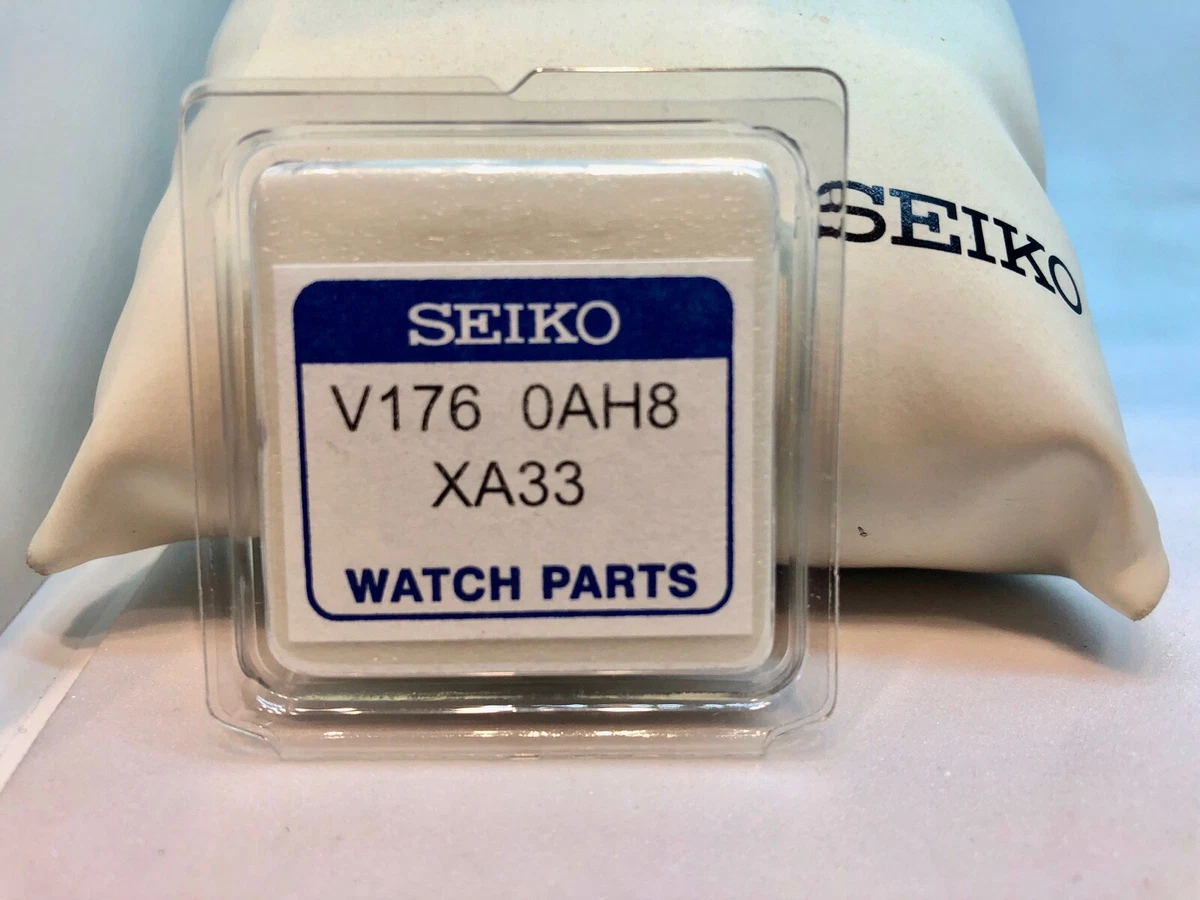 SEIKO
SEIKO
V176 0AH8
XA33
WATCH PARTS